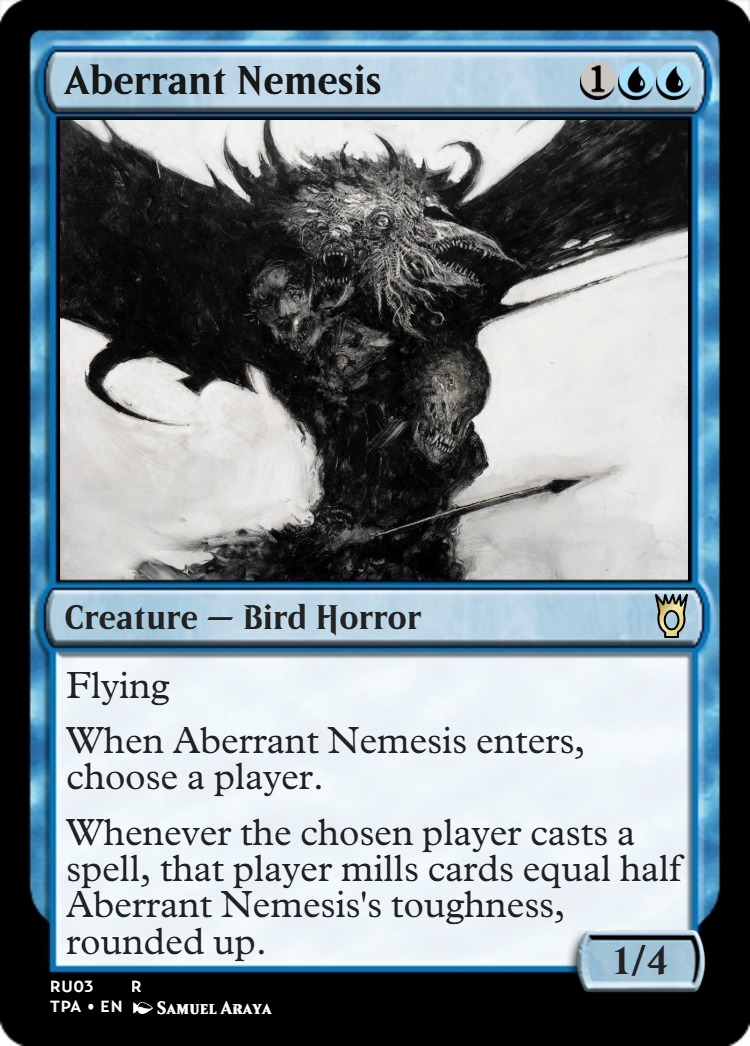 Aberrant Nemesis 1
Creature — Bird Horror
Flying
When Aberrant Nemesis enters,
choose a player.
Whenever the chosen player casts a
spell, that player mills cards equal half
Aberrant Nemesis's toughness,
rounded up.
1/4
RU03 R
TPA • EN Samuel Araya